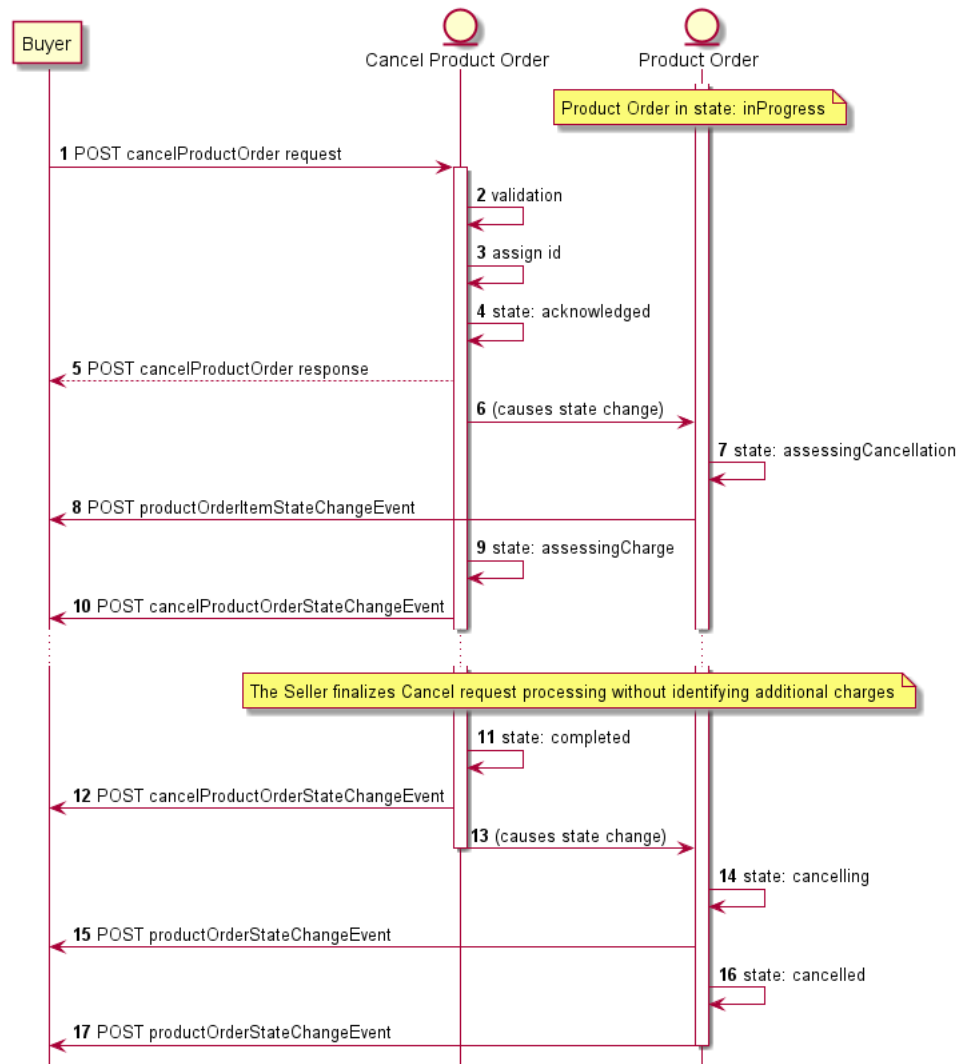 Buyer
Cancel Product Order
Product Order
Product Order in state: inProgress
1 POST cancelProductOrder request
2 validation
3 assign id
4 state: acknowledged
5 POST cancelProductOrder response
6 (causes state change)
7 state: assessingCancellation
8 POST productOrderItemStateChangeEvent
9 state: assessingCharge
10 POST cancelProductOrderStateChangeEvent
The Seller finalizes Cancel request processing without identifying additional charges
11 state: completed
12 POST cancelProductOrderStateChangeEvent
13 (causes state change)
14 state: cancelling
15 POST productOrderStateChangeEvent
16 state: cancelled
17 POST productOrderStateChangeEvent